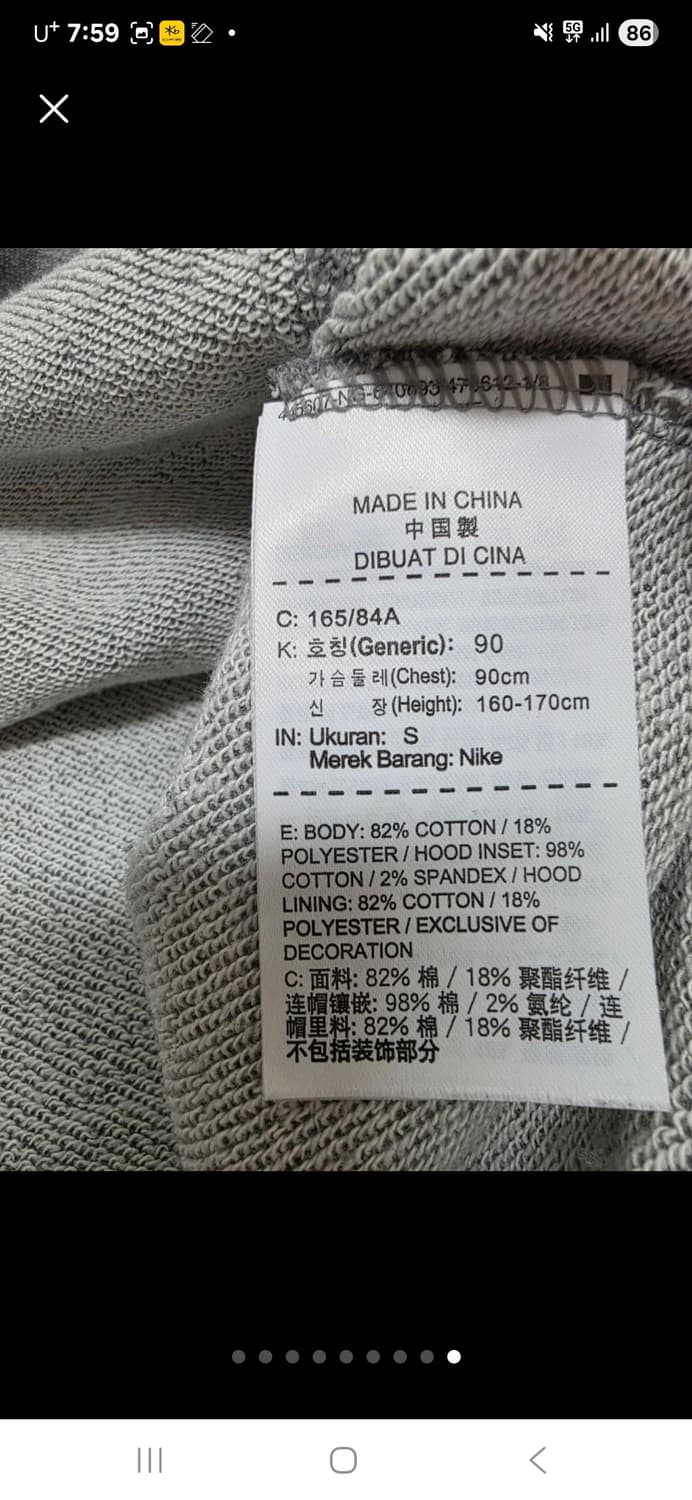 U+ 7:59
5G
86
MADE IN CHINA
中国製
DIBUAT DI CINA
C: 165/84A
K: 호칭(Generic): 90
가슴둘레(Chest): 90cm
신 장(Height): 160-170cm
IN: Ukuran: S
Merek Barang: Nike
E: BODY: 82% COTTON / 18%
POLYESTER / HOOD INSET: 98%
COTTON / 2% SPANDEX / HOOD
LINING: 82% COTTON / 18%
POLYESTER / EXCLUSIVE OF
DECORATION
C: 面料: 82% 棉 / 18% 聚酯纤维 /
连帽镶嵌: 98% 棉 / 2% 氨纶 / 连
帽里料: 82% 棉 / 18% 聚酯纤维 /
不包括装饰部分